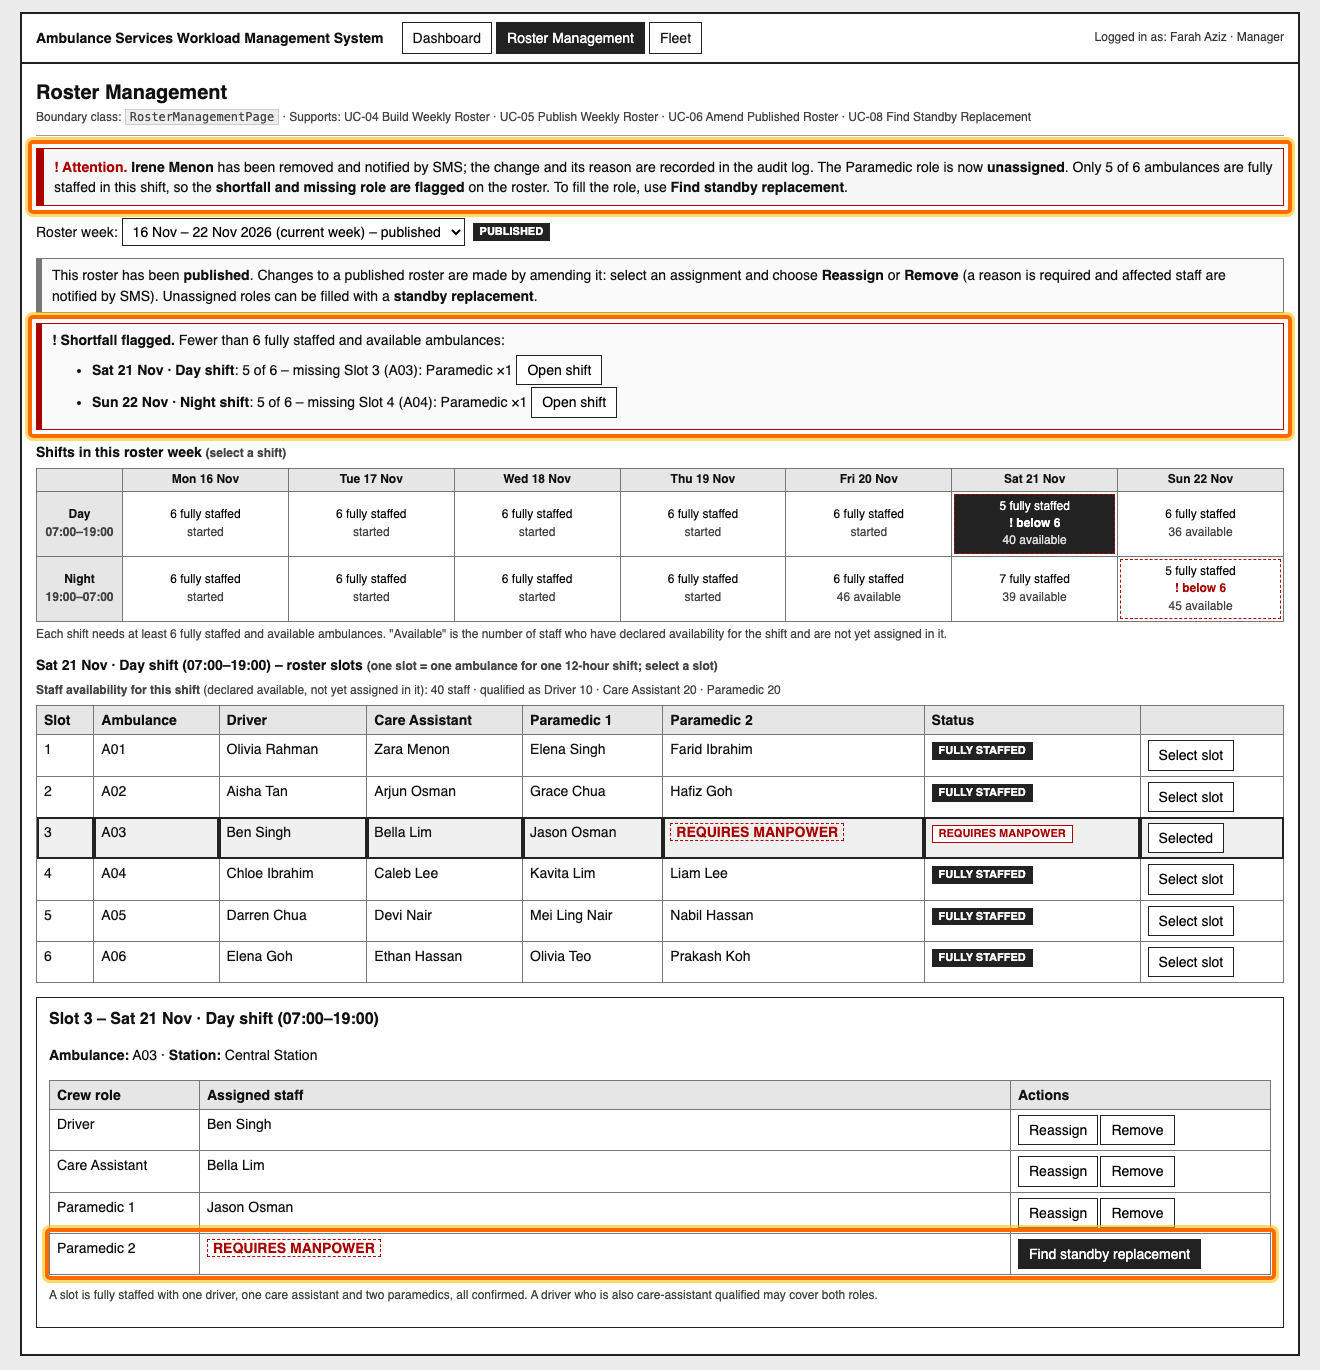 Ambulance Services Workload Management System Dashboard Roster Management Fleet Logged in as: Farah Aziz · Manager
Roster Management
Boundary class: RosterManagementPage · Supports: UC-04 Build Weekly Roster · UC-05 Publish Weekly Roster · UC-06 Amend Published Roster · UC-08 Find Standby Replacement
! Attention. Irene Menon has been removed and notified by SMS; the change and its reason are recorded in the audit log. The Paramedic role is now unassigned. Only 5 of 6 ambulances are fully
staffed in this shift, so the shortfall and missing role are flagged on the roster. To fill the role, use Find standby replacement.
Roster week: 16 Nov – 22 Nov 2026 (current week) – published PUBLISHED
This roster has been published. Changes to a published roster are made by amending it: select an assignment and choose Reassign or Remove (a reason is required and affected staff are
notified by SMS). Unassigned roles can be filled with a standby replacement.
! Shortfall flagged. Fewer than 6 fully staffed and available ambulances:
• Sat 21 Nov · Day shift: 5 of 6 – missing Slot 3 (A03): Paramedic ×1 Open shift
• Sun 22 Nov · Night shift: 5 of 6 – missing Slot 4 (A04): Paramedic ×1 Open shift
Shifts in this roster week (select a shift)
Mon 16 Nov Tue 17 Nov Wed 18 Nov Thu 19 Nov Fri 20 Nov Sat 21 Nov Sun 22 Nov
Day 6 fully staffed 6 fully staffed 6 fully staffed 6 fully staffed 6 fully staffed 5 fully staffed 6 fully staffed
07:00–19:00 started started started started started ! below 6 36 available
40 available
Night 6 fully staffed 6 fully staffed 6 fully staffed 6 fully staffed 6 fully staffed 7 fully staffed 5 fully staffed
19:00–07:00 started started started started 46 available 39 available ! below 6
45 available
Each shift needs at least 6 fully staffed and available ambulances. "Available" is the number of staff who have declared availability for the shift and are not yet assigned in it.
Sat 21 Nov · Day shift (07:00–19:00) – roster slots (one slot = one ambulance for one 12-hour shift; select a slot)
Staff availability for this shift (declared available, not yet assigned in it): 40 staff · qualified as Driver 10 · Care Assistant 20 · Paramedic 20
Slot Ambulance Driver Care Assistant Paramedic 1 Paramedic 2 Status
1 A01 Olivia Rahman Zara Menon Elena Singh Farid Ibrahim FULLY STAFFED Select slot
2 A02 Aisha Tan Arjun Osman Grace Chua Hafiz Goh FULLY STAFFED Select slot
3 A03 Ben Singh Bella Lim Jason Osman REQUIRES MANPOWER REQUIRES MANPOWER Selected
4 A04 Chloe Ibrahim Caleb Lee Kavita Lim Liam Lee FULLY STAFFED Select slot
5 A05 Darren Chua Devi Nair Mei Ling Nair Nabil Hassan FULLY STAFFED Select slot
6 A06 Elena Goh Ethan Hassan Olivia Teo Prakash Koh FULLY STAFFED Select slot
Slot 3 – Sat 21 Nov · Day shift (07:00–19:00)
Ambulance: A03 · Station: Central Station
Crew role Assigned staff Actions
Driver Ben Singh Reassign Remove
Care Assistant Bella Lim Reassign Remove
Paramedic 1 Jason Osman Reassign Remove
Paramedic 2 REQUIRES MANPOWER Find standby replacement
A slot is fully staffed with one driver, one care assistant and two paramedics, all confirmed. A driver who is also care-assistant qualified may cover both roles.